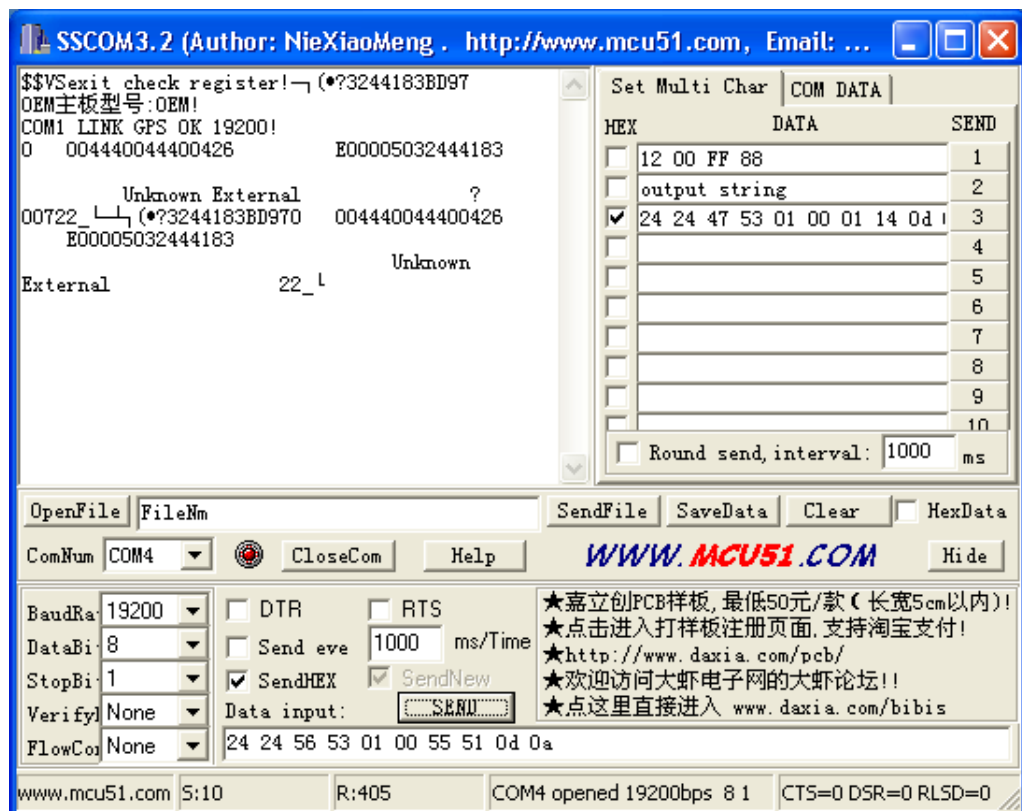 SSCOM3.2 (Author: NieXiaoMeng . http://www.mcu51.com, Email: ...
$$VSexit check register!¬(•?3244183BD97
OEM主板型号:OEM!
COM1 LINK GPS OK 19200!
0 004440044400426 E00005032444183
Unknown External ?
00722_└┐(•?3244183BD970 004440044400426
E00005032444183
Unknown
External 22_└
Set Multi Char COM DATA
HEX DATA SEND
12 00 FF 88 1
output string 2
24 24 47 53 01 00 01 14 0d 3
4
5
6
7
8
9
10
Round send, interval: 1000 ms
OpenFile FileNm SendFile SaveData Clear HexData
ComNum COM4 CloseCom Help WWW.MCU51.COM Hide
BaudRa 19200 DTR RTS
DataBi 8 Send eve 1000 ms/Time
StopBi 1 SendHEX SendNew
Verifyl None Data input: SEND
FlowCo None 24 24 56 53 01 00 55 51 0d 0a
★嘉立创PCB样板,最低50元/款(长宽5cm以内)!
★点击进入打样板注册页面,支持淘宝支付!
★http://www.daxia.com/pcb/
★欢迎访问大虾电子网的大虾论坛!!
★点这里直接进入 www.daxia.com/bibis
www.mcu51.com S:10 R:405 COM4 opened 19200bps 8 1 CTS=0 DSR=0 RLSD=0